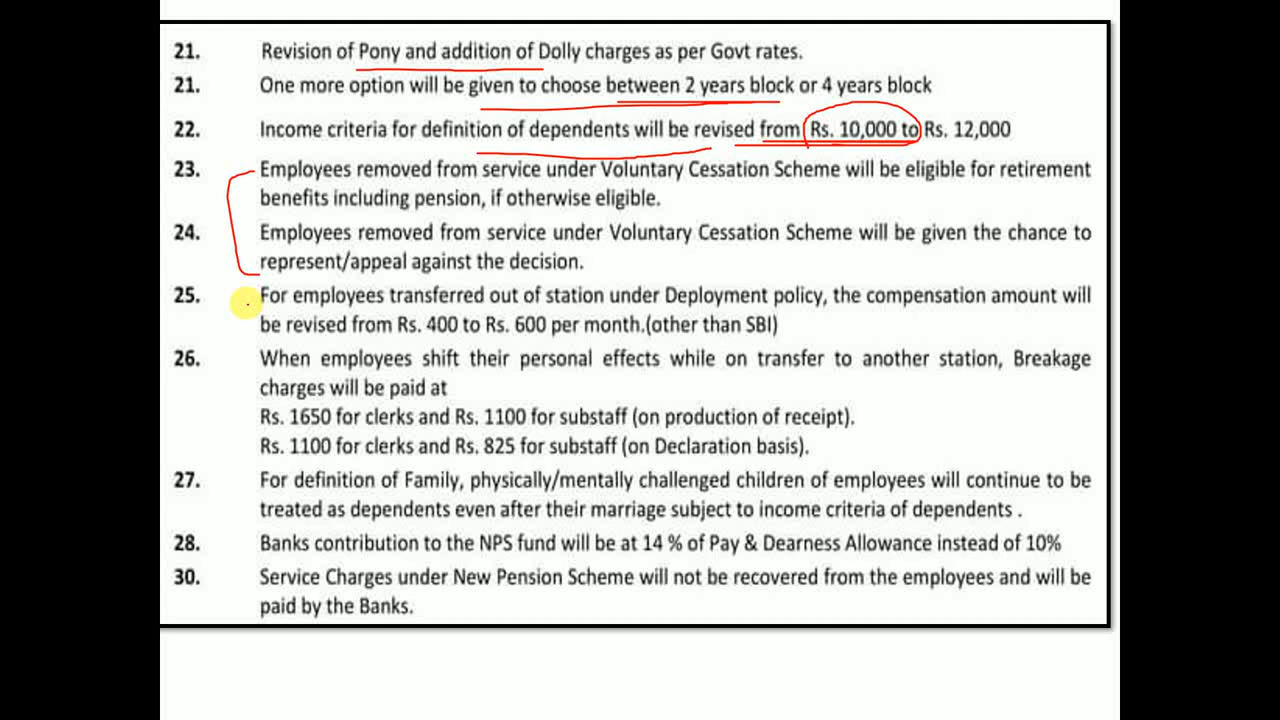 21. Revision of Pony and addition of Dolly charges as per Govt rates.
21. One more option will be given to choose between 2 years block or 4 years block
22. Income criteria for definition of dependents will be revised from Rs. 10,000 to Rs. 12,000
23. Employees removed from service under Voluntary Cessation Scheme will be eligible for retirement
benefits including pension, if otherwise eligible.
24. Employees removed from service under Voluntary Cessation Scheme will be given the chance to
represent/appeal against the decision.
25. For employees transferred out of station under Deployment policy, the compensation amount will
be revised from Rs. 400 to Rs. 600 per month.(other than SBI)
26. When employees shift their personal effects while on transfer to another station, Breakage
charges will be paid at
Rs. 1650 for clerks and Rs. 1100 for substaff (on production of receipt).
Rs. 1100 for clerks and Rs. 825 for substaff (on Declaration basis).
27. For definition of Family, physically/mentally challenged children of employees will continue to be
treated as dependents even after their marriage subject to income criteria of dependents .
28. Banks contribution to the NPS fund will be at 14 % of Pay & Dearness Allowance instead of 10%
30. Service Charges under New Pension Scheme will not be recovered from the employees and will be
paid by the Banks.